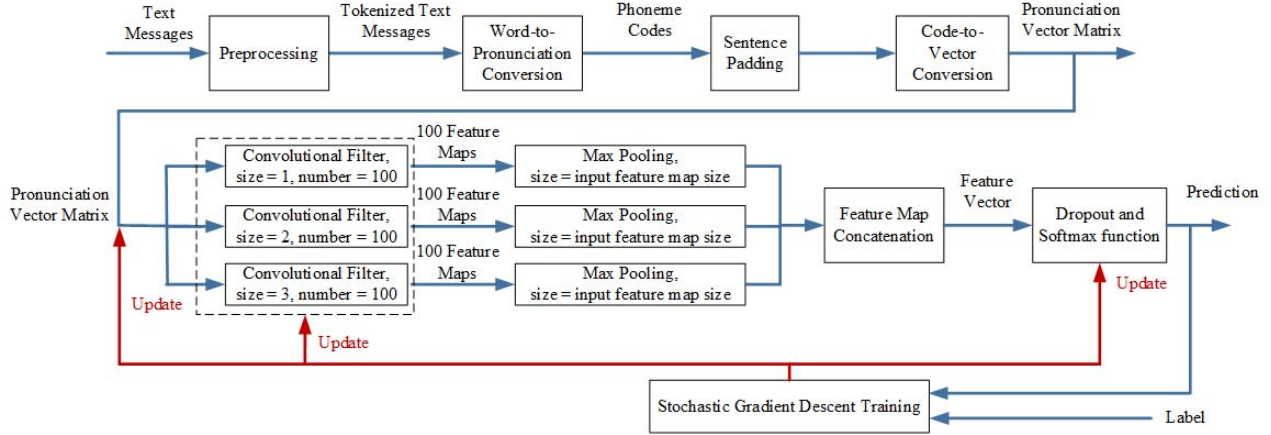 Text
Messages
Preprocessing
Tokenized Text
Messages
Word-to-
Pronunciation
Conversion
Phoneme
Codes
Sentence
Padding
Code-to-
Vector
Conversion
Pronunciation
Vector Matrix
Pronunciation
Vector Matrix
Convolutional Filter,
size = 1, number = 100
100 Feature
Maps
Max Pooling,
size = input feature map size
Convolutional Filter,
size = 2, number = 100
100 Feature
Maps
Max Pooling,
size = input feature map size
Convolutional Filter,
size = 3, number = 100
100 Feature
Maps
Max Pooling,
size = input feature map size
Feature Map
Concatenation
Feature
Vector
Dropout and
Softmax function
Prediction
Update
Update
Update
Stochastic Gradient Descent Training
Label